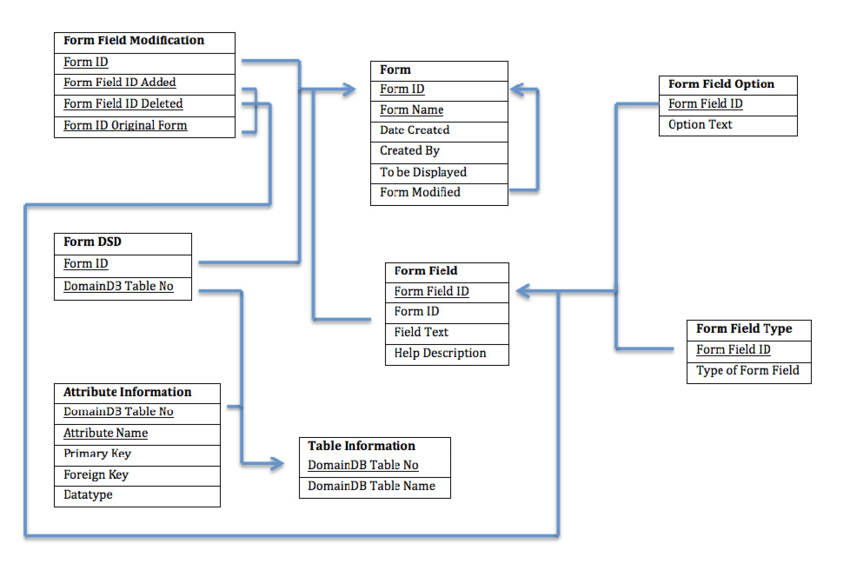 Form Field Modification
Form ID
Form Field ID Added
Form Field ID Deleted
Form ID Original Form
Form
Form ID
Form Name
Date Created
Created By
To be Displayed
Form Modified
Form Field Option
Form Field ID
Option Text
Form DSD
Form ID
DomainDB Table No
Form Field
Form Field ID
Form ID
Field Text
Help Description
Form Field Type
Form Field ID
Type of Form Field
Attribute Information
DomainDB Table No
Attribute Name
Primary Key
Foreign Key
Datatype
Table Information
DomainDB Table No
DomainDB Table Name